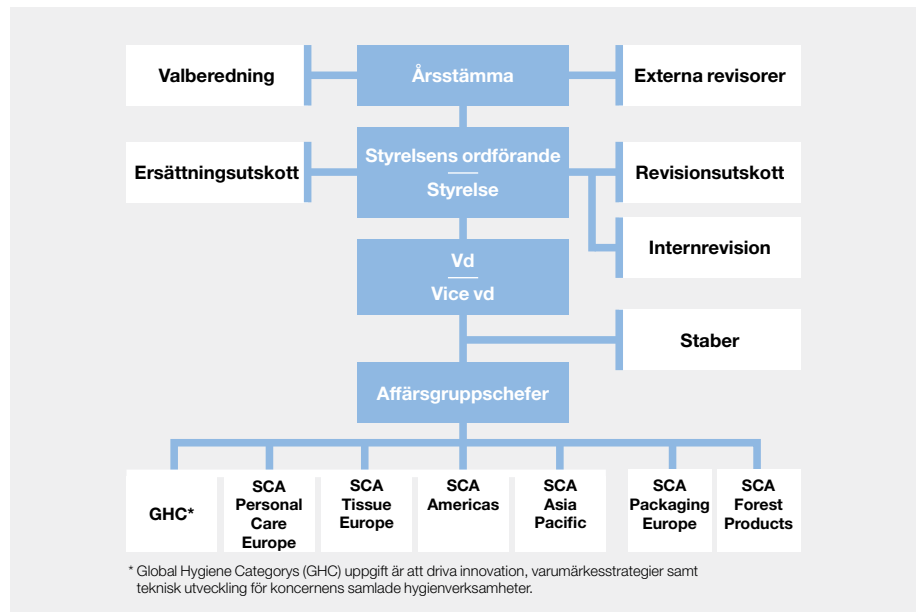 Valberedning
Årsstämma
Externa revisorer
Ersättningsutskott
Styrelsens ordförande
Styrelse
Revisionsutskott
Internrevision
Vd
Vice vd
Staber
Affärsgruppschefer
GHC*
SCA
Personal
Care
Europe
SCA
Tissue
Europe
SCA
Americas
SCA
Asia
Pacific
SCA
Packaging
Europe
SCA
Forest
Products
* Global Hygiene Categorys (GHC) uppgift är att driva innovation, varumärkesstrategier samt
teknisk utveckling för koncernens samlade hygienverksamheter.